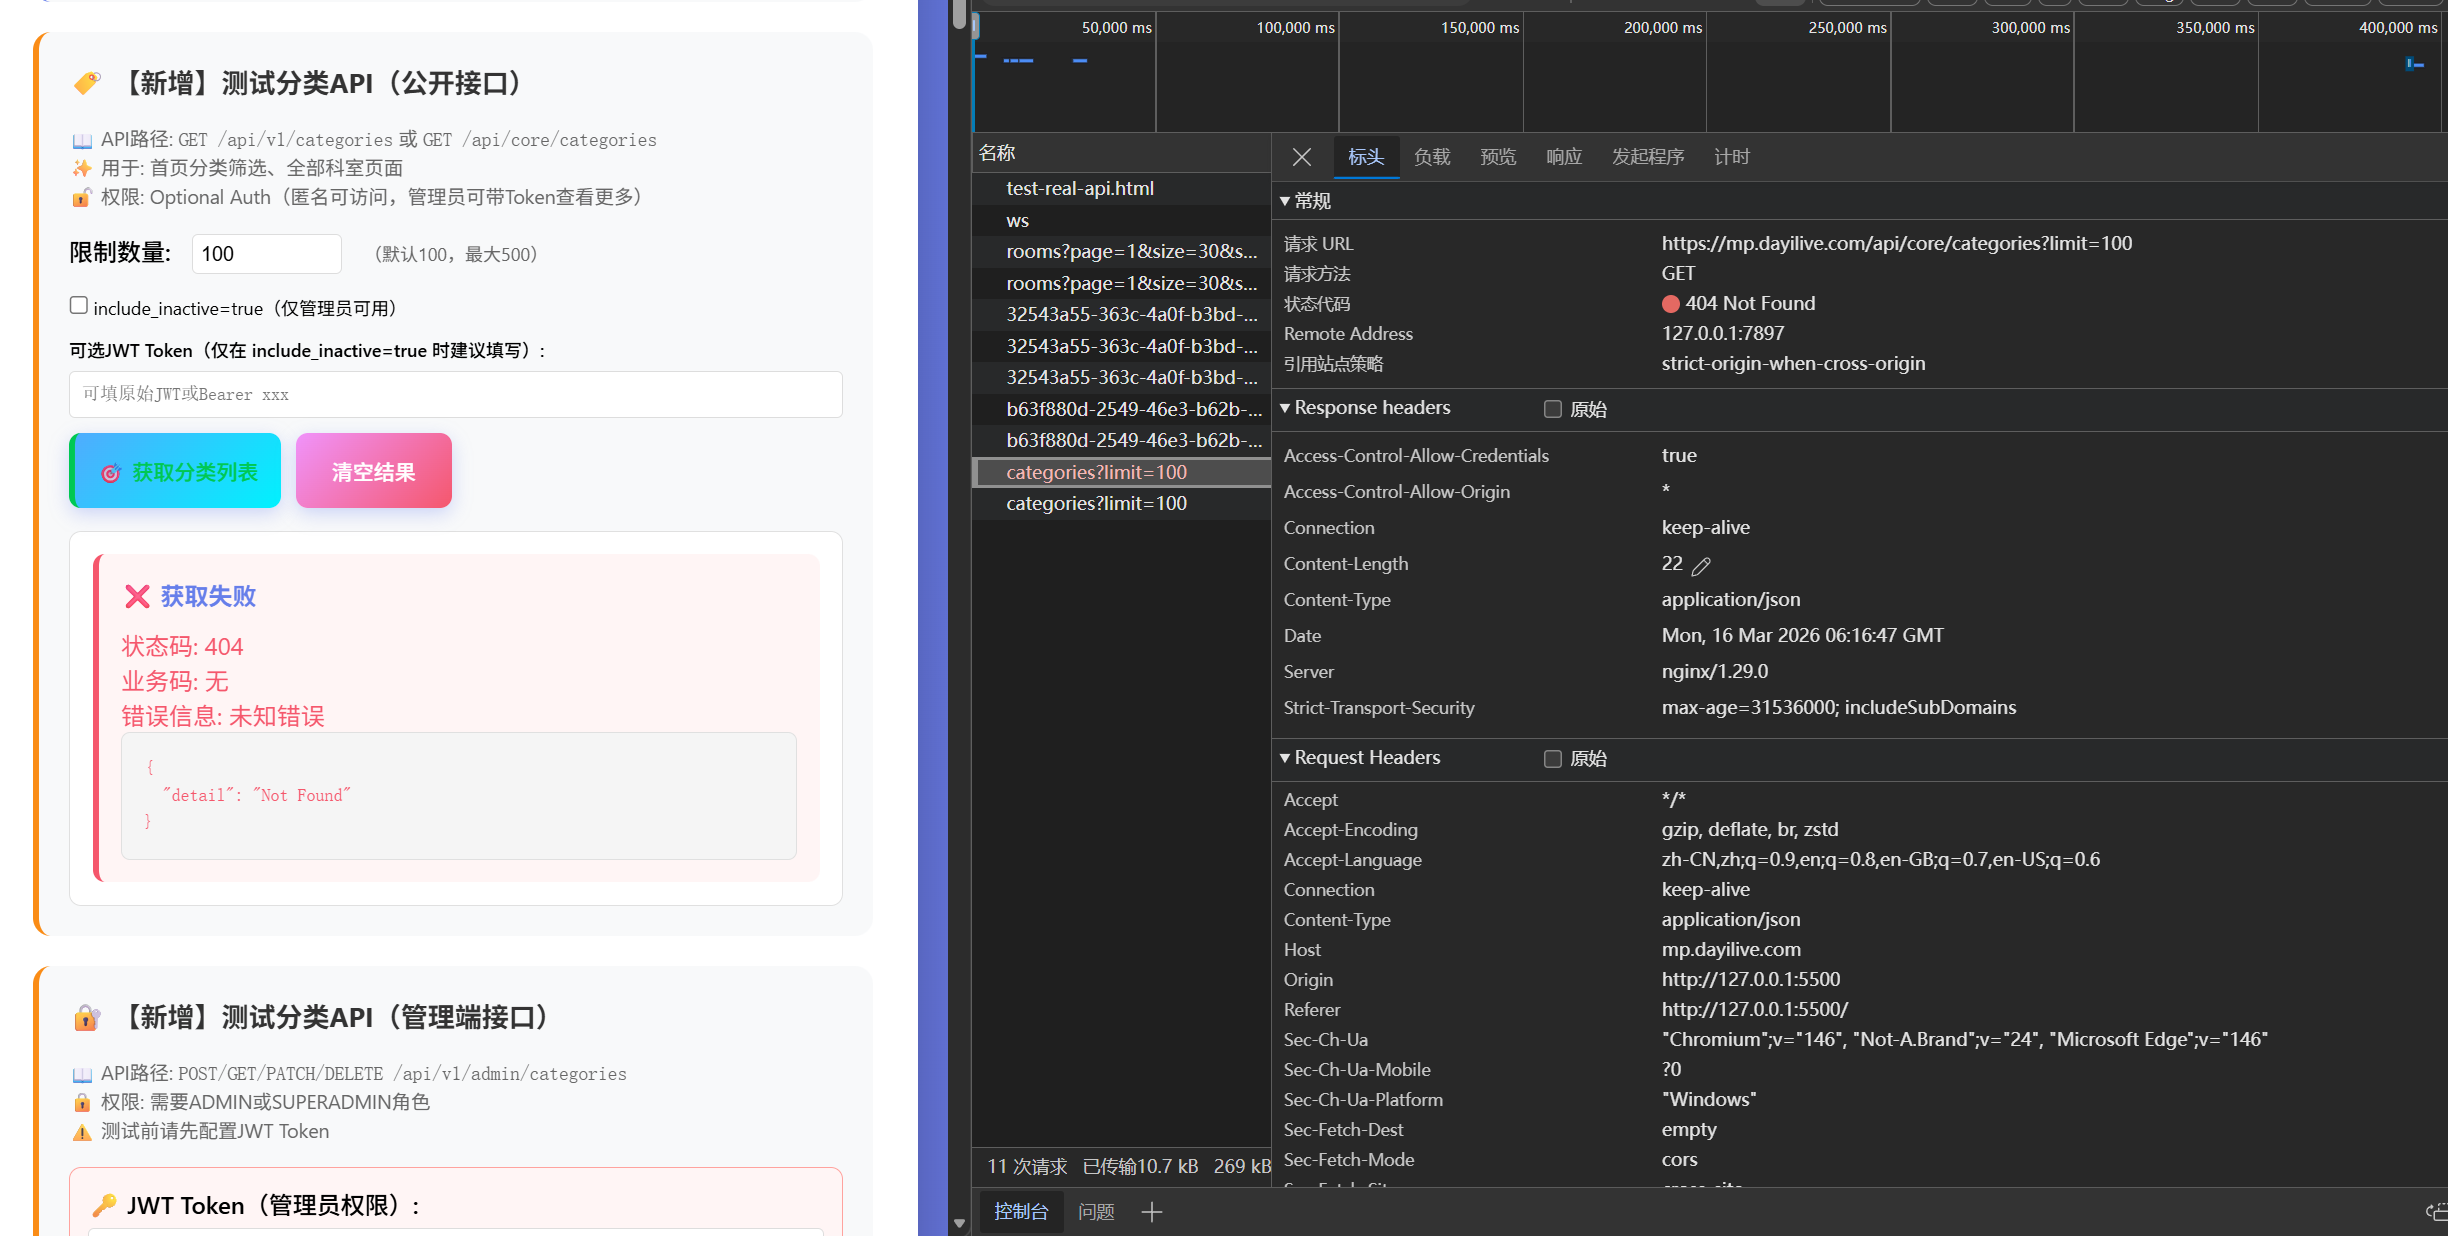 【新增】测试分类API（公开接口）
API路径: GET /api/v1/categories 或 GET /api/core/categories
用于: 首页分类筛选、全部科室页面
权限: Optional Auth（匿名可访问，管理员可带Token查看更多）
限制数量: 100 （默认100，最大500）
include_inactive=true（仅管理员可用）
可选JWT Token（仅在 include_inactive=true 时建议填写）:
可填原始JWT或Bearer xxx
获取分类列表 清空结果
获取失败
状态码: 404
业务码: 无
错误信息: 未知错误
{
"detail": "Not Found"
}
【新增】测试分类API（管理端接口）
API路径: POST/GET/PATCH/DELETE /api/v1/admin/categories
权限: 需要ADMIN或SUPERADMIN角色
测试前请先配置JWT Token
JWT Token（管理员权限）:
50,000 ms 100,000 ms 150,000 ms 200,000 ms 250,000 ms 300,000 ms 350,000 ms 400,000 ms
名称
test-real-api.html
ws
rooms?page=1&size=30&s...
rooms?page=1&size=30&s...
32543a55-363c-4a0f-b3bd-...
32543a55-363c-4a0f-b3bd-...
32543a55-363c-4a0f-b3bd-...
b63f880d-2549-46e3-b62b-...
b63f880d-2549-46e3-b62b-...
categories?limit=100
categories?limit=100
11 次请求 已传输10.7 kB 269 kB
标头 负载 预览 响应 发起程序 计时
常规
请求 URL https://mp.dayilive.com/api/core/categories?limit=100
请求方法 GET
状态代码 404 Not Found
Remote Address 127.0.0.1:7897
引用站点策略 strict-origin-when-cross-origin
Response headers 原始
Access-Control-Allow-Credentials true
Access-Control-Allow-Origin *
Connection keep-alive
Content-Length 22
Content-Type application/json
Date Mon, 16 Mar 2026 06:16:47 GMT
Server nginx/1.29.0
Strict-Transport-Security max-age=31536000; includeSubDomains
Request Headers 原始
Accept */*
Accept-Encoding gzip, deflate, br, zstd
Accept-Language zh-CN,zh;q=0.9,en;q=0.8,en-GB;q=0.7,en-US;q=0.6
Connection keep-alive
Content-Type application/json
Host mp.dayilive.com
Origin http://127.0.0.1:5500
Referer http://127.0.0.1:5500/
Sec-Ch-Ua "Chromium";v="146", "Not-A.Brand";v="24", "Microsoft Edge";v="146"
Sec-Ch-Ua-Mobile ?0
Sec-Ch-Ua-Platform "Windows"
Sec-Fetch-Dest empty
Sec-Fetch-Mode cors
控制台 问题